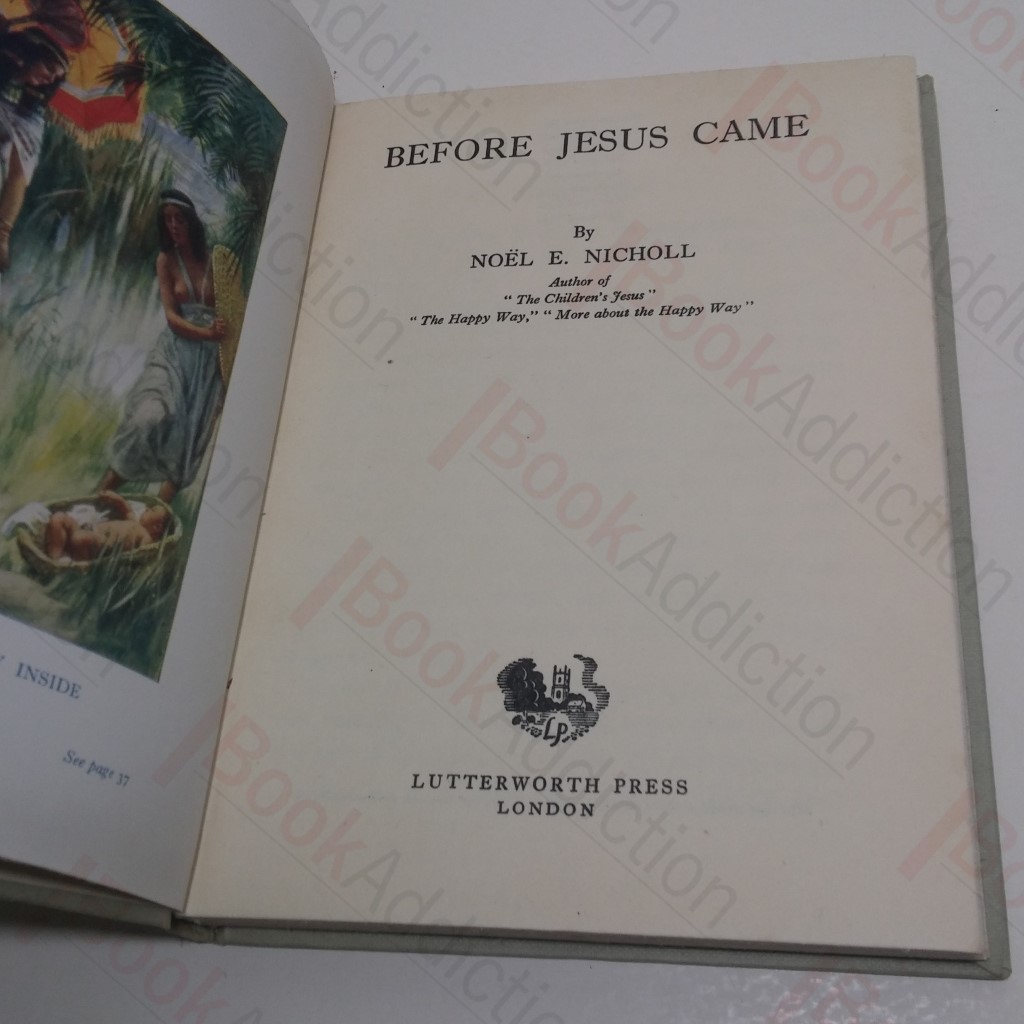 INSIDE
See page 37
BEFORE JESUS CAME
By
NOËL E. NICHOLL
Author of
“ The Children’s Jesus ”
“ The Happy Way,” “ More about the Happy Way ”
LP
LUTTERWORTH PRESS
LONDON
BookAddiction